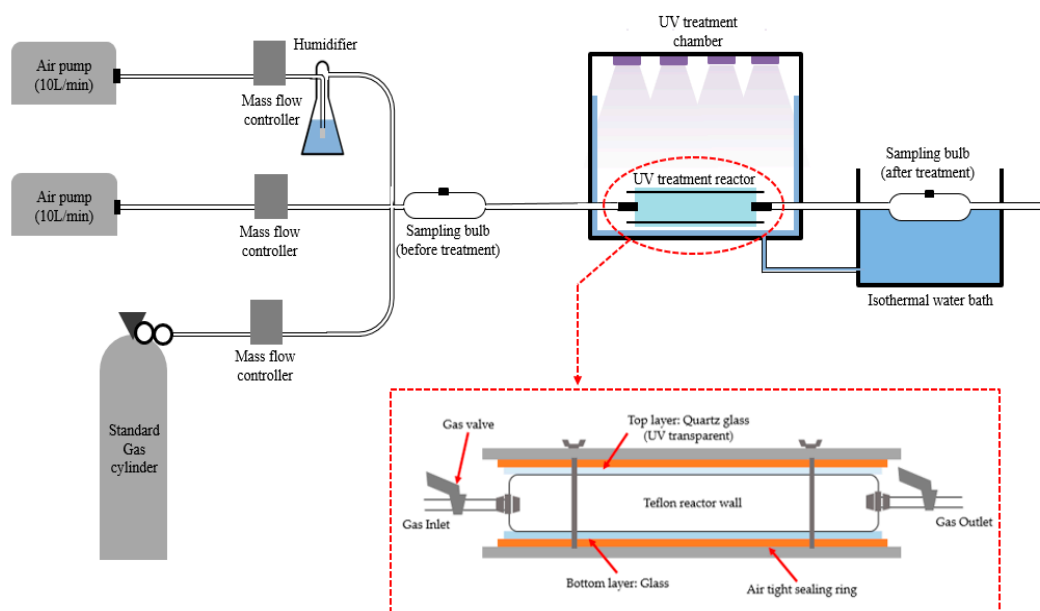 UV treatment
chamber
Humidifier
Air pump
(10L/min)
Mass flow
controller
Air pump
(10L/min)
Mass flow
controller
Sampling bulb
(before treatment)
UV treatment reactor
Sampling bulb
(after treatment)
Isothermal water bath
Mass flow
controller
Standard
Gas
cylinder
Gas valve
Top layer: Quartz glass
(UV transparent)
Teflon reactor wall
Gas Inlet
Gas Outlet
Bottom layer: Glass
Air tight sealing ring